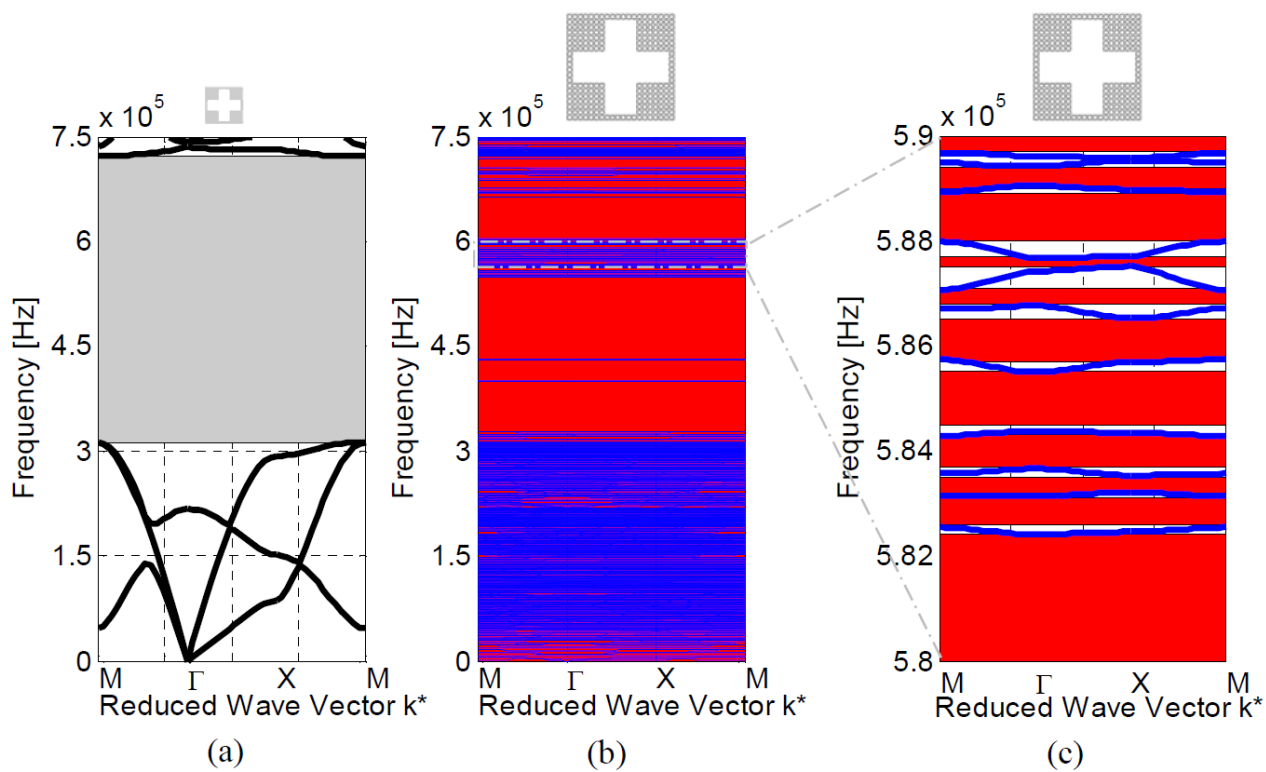 x 10^5
7.5
6
4.5
3
1.5
0
Frequency [Hz]
M Γ X M
Reduced Wave Vector k*
(a)
x 10^5
7.5
6
4.5
3
1.5
0
Frequency [Hz]
M Γ X M
Reduced Wave Vector k*
(b)
x 10^5
5.9
5.88
5.86
5.84
5.82
5.8
Frequency [Hz]
M Γ X M
Reduced Wave Vector k*
(c)